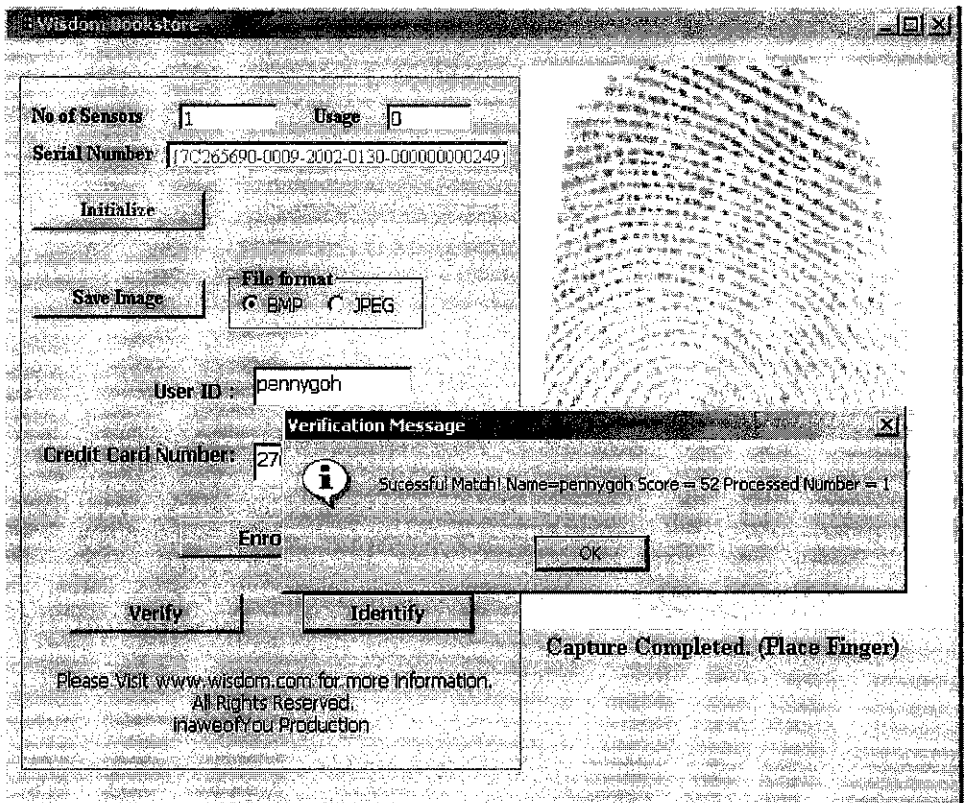 Wisdom Bookstore
No of Sensors 1 Usage 0
Serial Number {7C265690-0009-2002-0130-000000000249}
Initialize
Save Image
File format
BMP JPEG
User ID : pennygoh
Verification Message
Credit Card Number: 27
Sucessful Match! Name=pennygoh Score = 52 Processed Number = 1
Enro
OK
Verify Identify
Capture Completed. (Place Finger)
Please Visit www.wisdom.com for more information.
All Rights Reserved.
InaweofYou Production